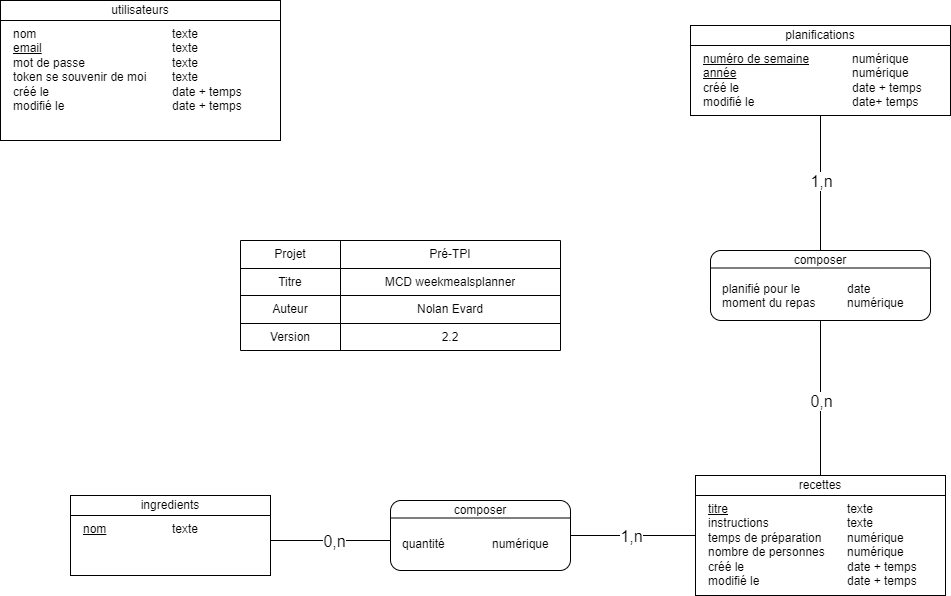 utilisateurs
nom texte
email texte
mot de passe texte
token se souvenir de moi texte
créé le date + temps
modifié le date + temps
planifications
numéro de semaine numérique
année numérique
créé le date + temps
modifié le date+ temps
1,n
composer
planifié pour le date
moment du repas numérique
0,n
Projet Pré-TPI
Titre MCD weekmealsplanner
Auteur Nolan Evard
Version 2.2
ingredients
nom texte
0,n
composer
quantité numérique
1,n
recettes
titre texte
instructions texte
temps de préparation numérique
nombre de personnes numérique
créé le date + temps
modifié le date + temps